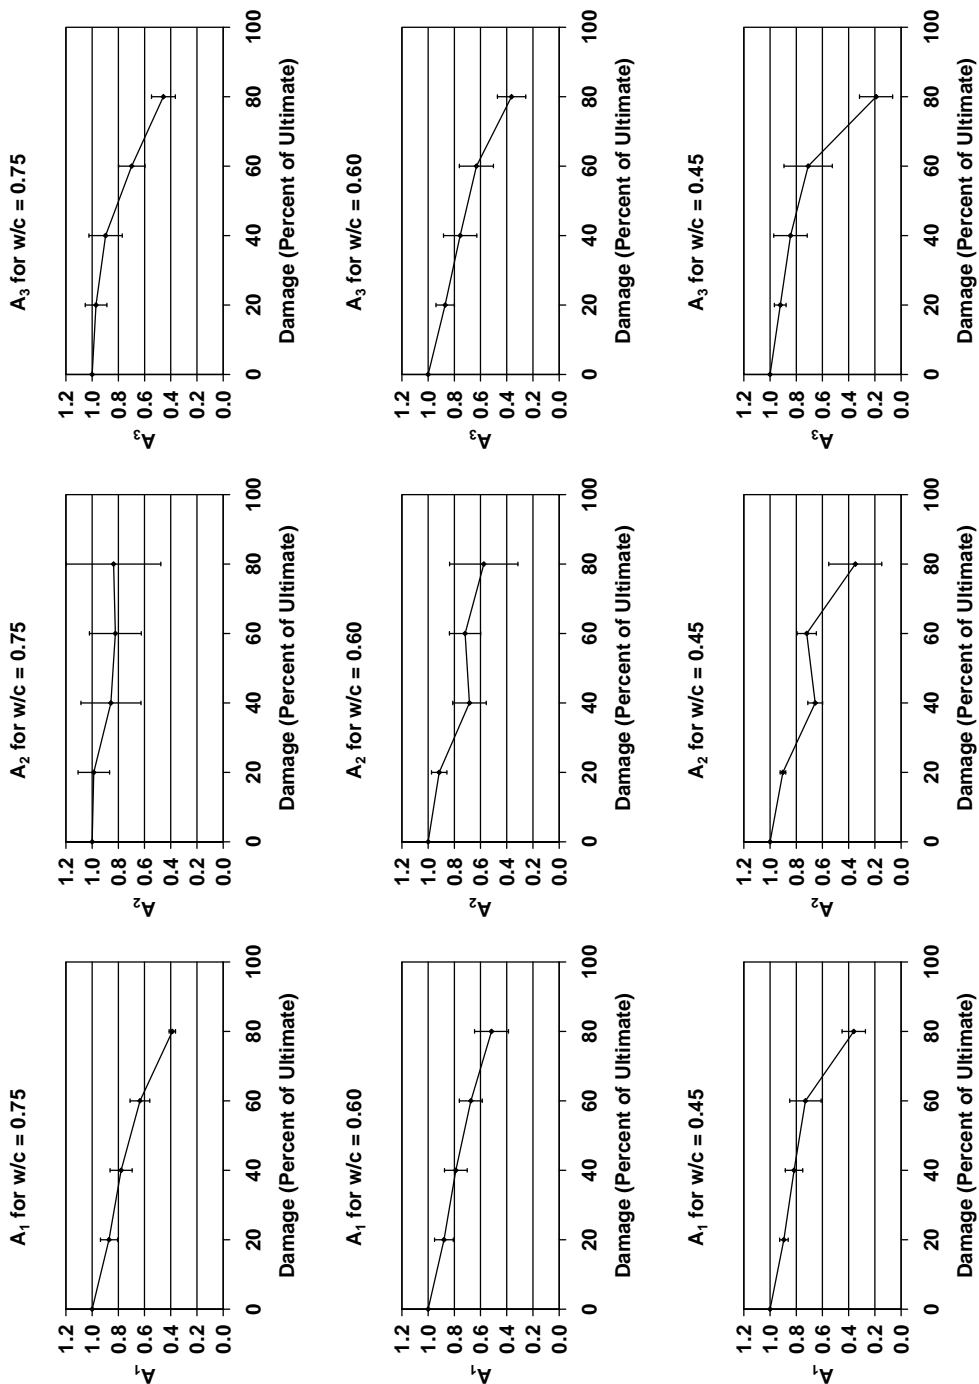 A₁ for w/c = 0.75
1.2
1.0
0.8
0.6
0.4
0.2
0.0
A₁
0 20 40 60 80 100
Damage (Percent of Ultimate)
A₂ for w/c = 0.75
1.2
1.0
0.8
0.6
0.4
0.2
0.0
A₂
0 20 40 60 80 100
Damage (Percent of Ultimate)
A₃ for w/c = 0.75
1.2
1.0
0.8
0.6
0.4
0.2
0.0
A₃
0 20 40 60 80 100
Damage (Percent of Ultimate)
A₁ for w/c = 0.60
1.2
1.0
0.8
0.6
0.4
0.2
0.0
A₁
0 20 40 60 80 100
Damage (Percent of Ultimate)
A₂ for w/c = 0.60
1.2
1.0
0.8
0.6
0.4
0.2
0.0
A₂
0 20 40 60 80 100
Damage (Percent of Ultimate)
A₃ for w/c = 0.60
1.2
1.0
0.8
0.6
0.4
0.2
0.0
A₃
0 20 40 60 80 100
Damage (Percent of Ultimate)
A₁ for w/c = 0.45
1.2
1.0
0.8
0.6
0.4
0.2
0.0
A₁
0 20 40 60 80 100
Damage (Percent of Ultimate)
A₂ for w/c = 0.45
1.2
1.0
0.8
0.6
0.4
0.2
0.0
A₂
0 20 40 60 80 100
Damage (Percent of Ultimate)
A₃ for w/c = 0.45
1.2
1.0
0.8
0.6
0.4
0.2
0.0
A₃
0 20 40 60 80 100
Damage (Percent of Ultimate)